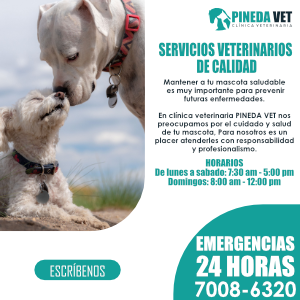 PINEDA VET
CLÍNICA VETERINARIA
SERVICIOS VETERINARIOS
DE CALIDAD
Mantener a tu mascota saludable
es muy importante para prevenir
futuras enfermedades.
En clínica veterinaria PINEDA VET nos
preocupamos por el cuidado y salud
de tu mascota, Para nosotros es un
placer atenderles con responsabilidad
y profesionalismo.
HORARIOS
De lunes a sabado: 7:30 am - 5:00 pm
Domingos: 8:00 am - 12:00 pm
ESCRÍBENOS
EMERGENCIAS
24 HORAS
7008-6320